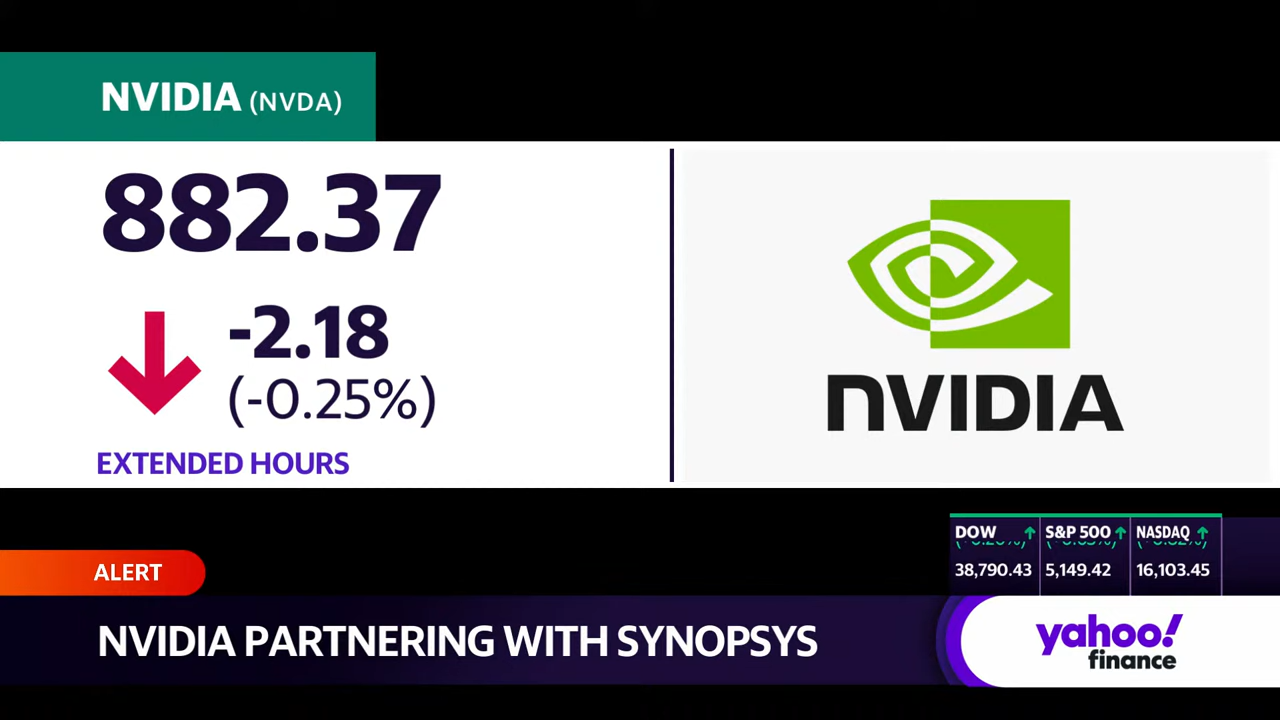 NVIDIA (NVDA)
882.37
-2.18
(-0.25%)
EXTENDED HOURS
NVIDIA
DOW S&P 500 NASDAQ
38,790.43 5,149.42 16,103.45
ALERT
NVIDIA PARTNERING WITH SYNOPSYS
yahoo!
finance